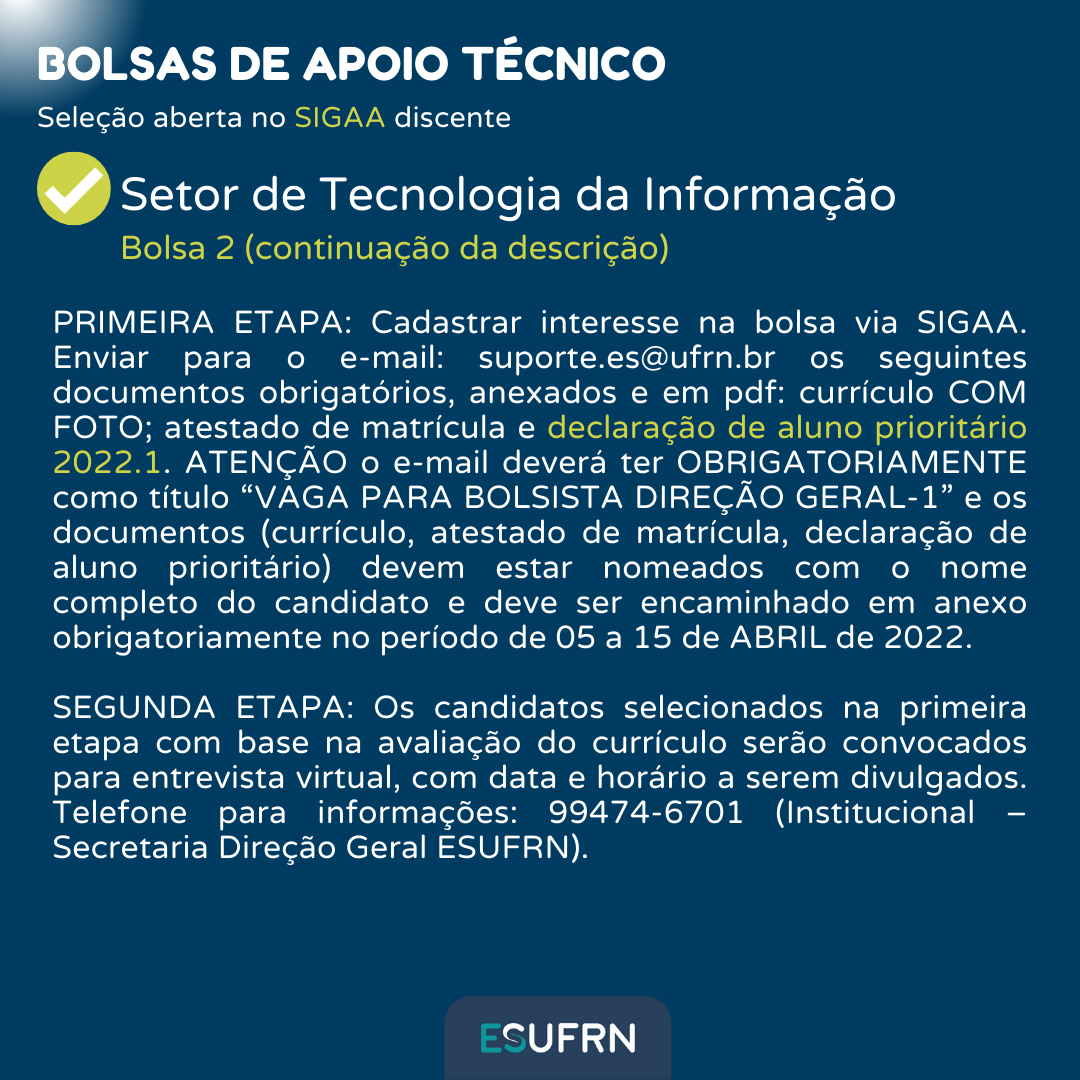 BOLSAS DE APOIO TÉCNICO
Seleção aberta no SIGAA discente
Setor de Tecnologia da Informação
Bolsa 2 (continuação da descrição)
PRIMEIRA ETAPA: Cadastrar interesse na bolsa via SIGAA.
Enviar para o e-mail: suporte.es@ufrn.br os seguintes
documentos obrigatórios, anexados e em pdf: currículo COM
FOTO; atestado de matrícula e declaração de aluno prioritário
2022.1. ATENÇÃO o e-mail deverá ter OBRIGATORIAMENTE
como título “VAGA PARA BOLSISTA DIREÇÃO GERAL-1” e os
documentos (currículo, atestado de matrícula, declaração de
aluno prioritário) devem estar nomeados com o nome
completo do candidato e deve ser encaminhado em anexo
obrigatoriamente no período de 05 a 15 de ABRIL de 2022.
SEGUNDA ETAPA: Os candidatos selecionados na primeira
etapa com base na avaliação do currículo serão convocados
para entrevista virtual, com data e horário a serem divulgados.
Telefone para informações: 99474-6701 (Institucional –
Secretaria Direção Geral ESUFRN).
ESUFRN